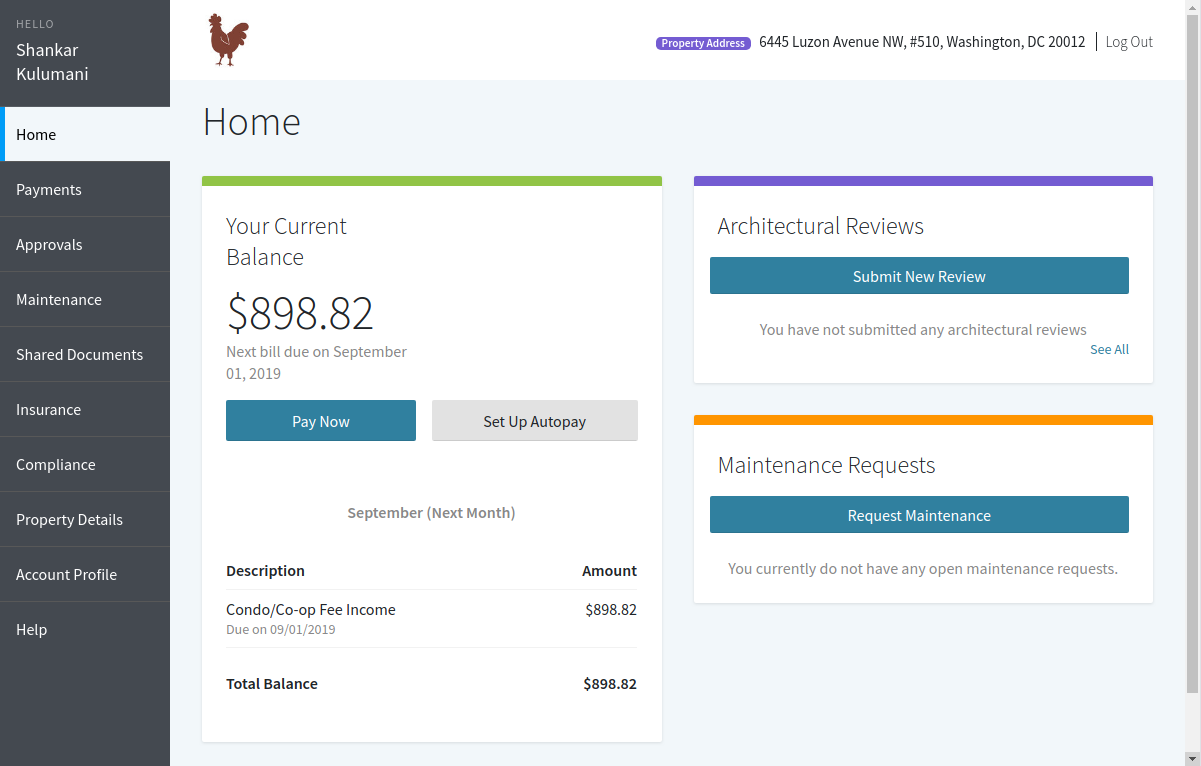 HELLO
Shankar
Kulumani
Home
Payments
Approvals
Maintenance
Shared Documents
Insurance
Compliance
Property Details
Account Profile
Help
Property Address 6445 Luzon Avenue NW, #510, Washington, DC 20012 Log Out
Home
Your Current
Balance
$898.82
Next bill due on September
01, 2019
Pay Now Set Up Autopay
September (Next Month)
Description Amount
Condo/Co-op Fee Income $898.82
Due on 09/01/2019
Total Balance $898.82
Architectural Reviews
Submit New Review
You have not submitted any architectural reviews
See All
Maintenance Requests
Request Maintenance
You currently do not have any open maintenance requests.